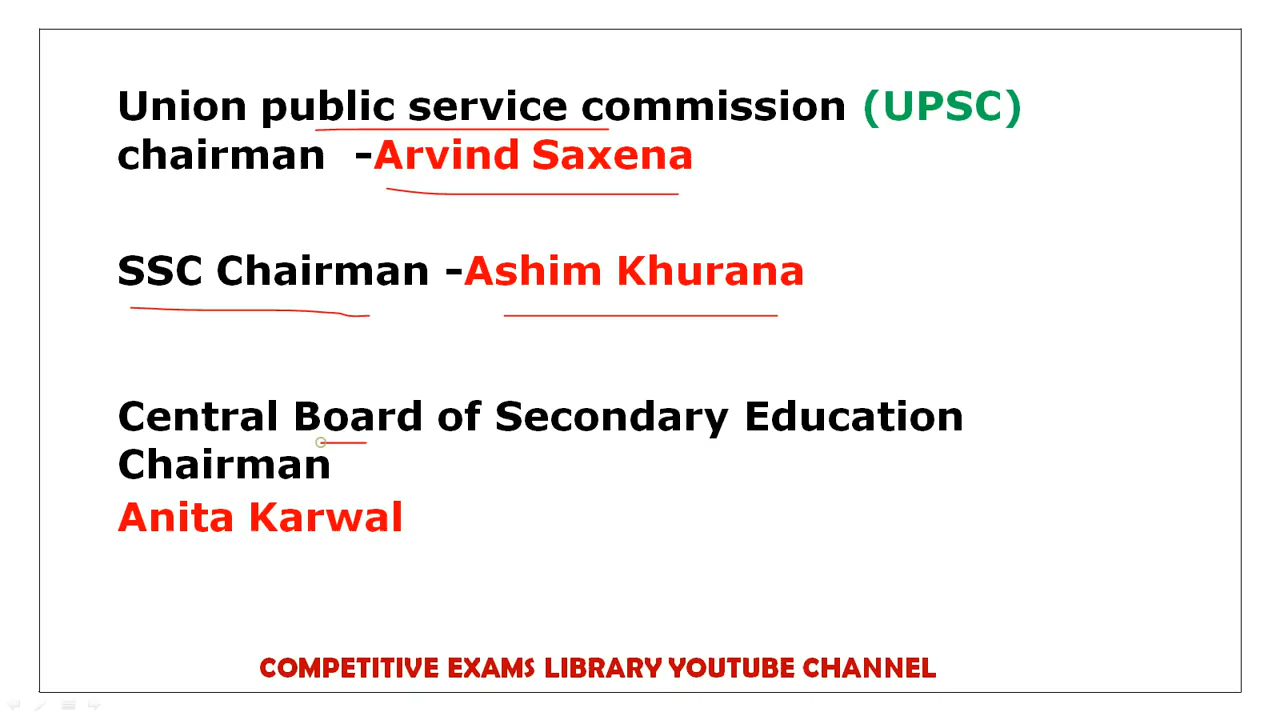 Union public service commission (UPSC)
chairman -Arvind Saxena
SSC Chairman -Ashim Khurana
Central Board of Secondary Education
Chairman
Anita Karwal
COMPETITIVE EXAMS LIBRARY YOUTUBE CHANNEL